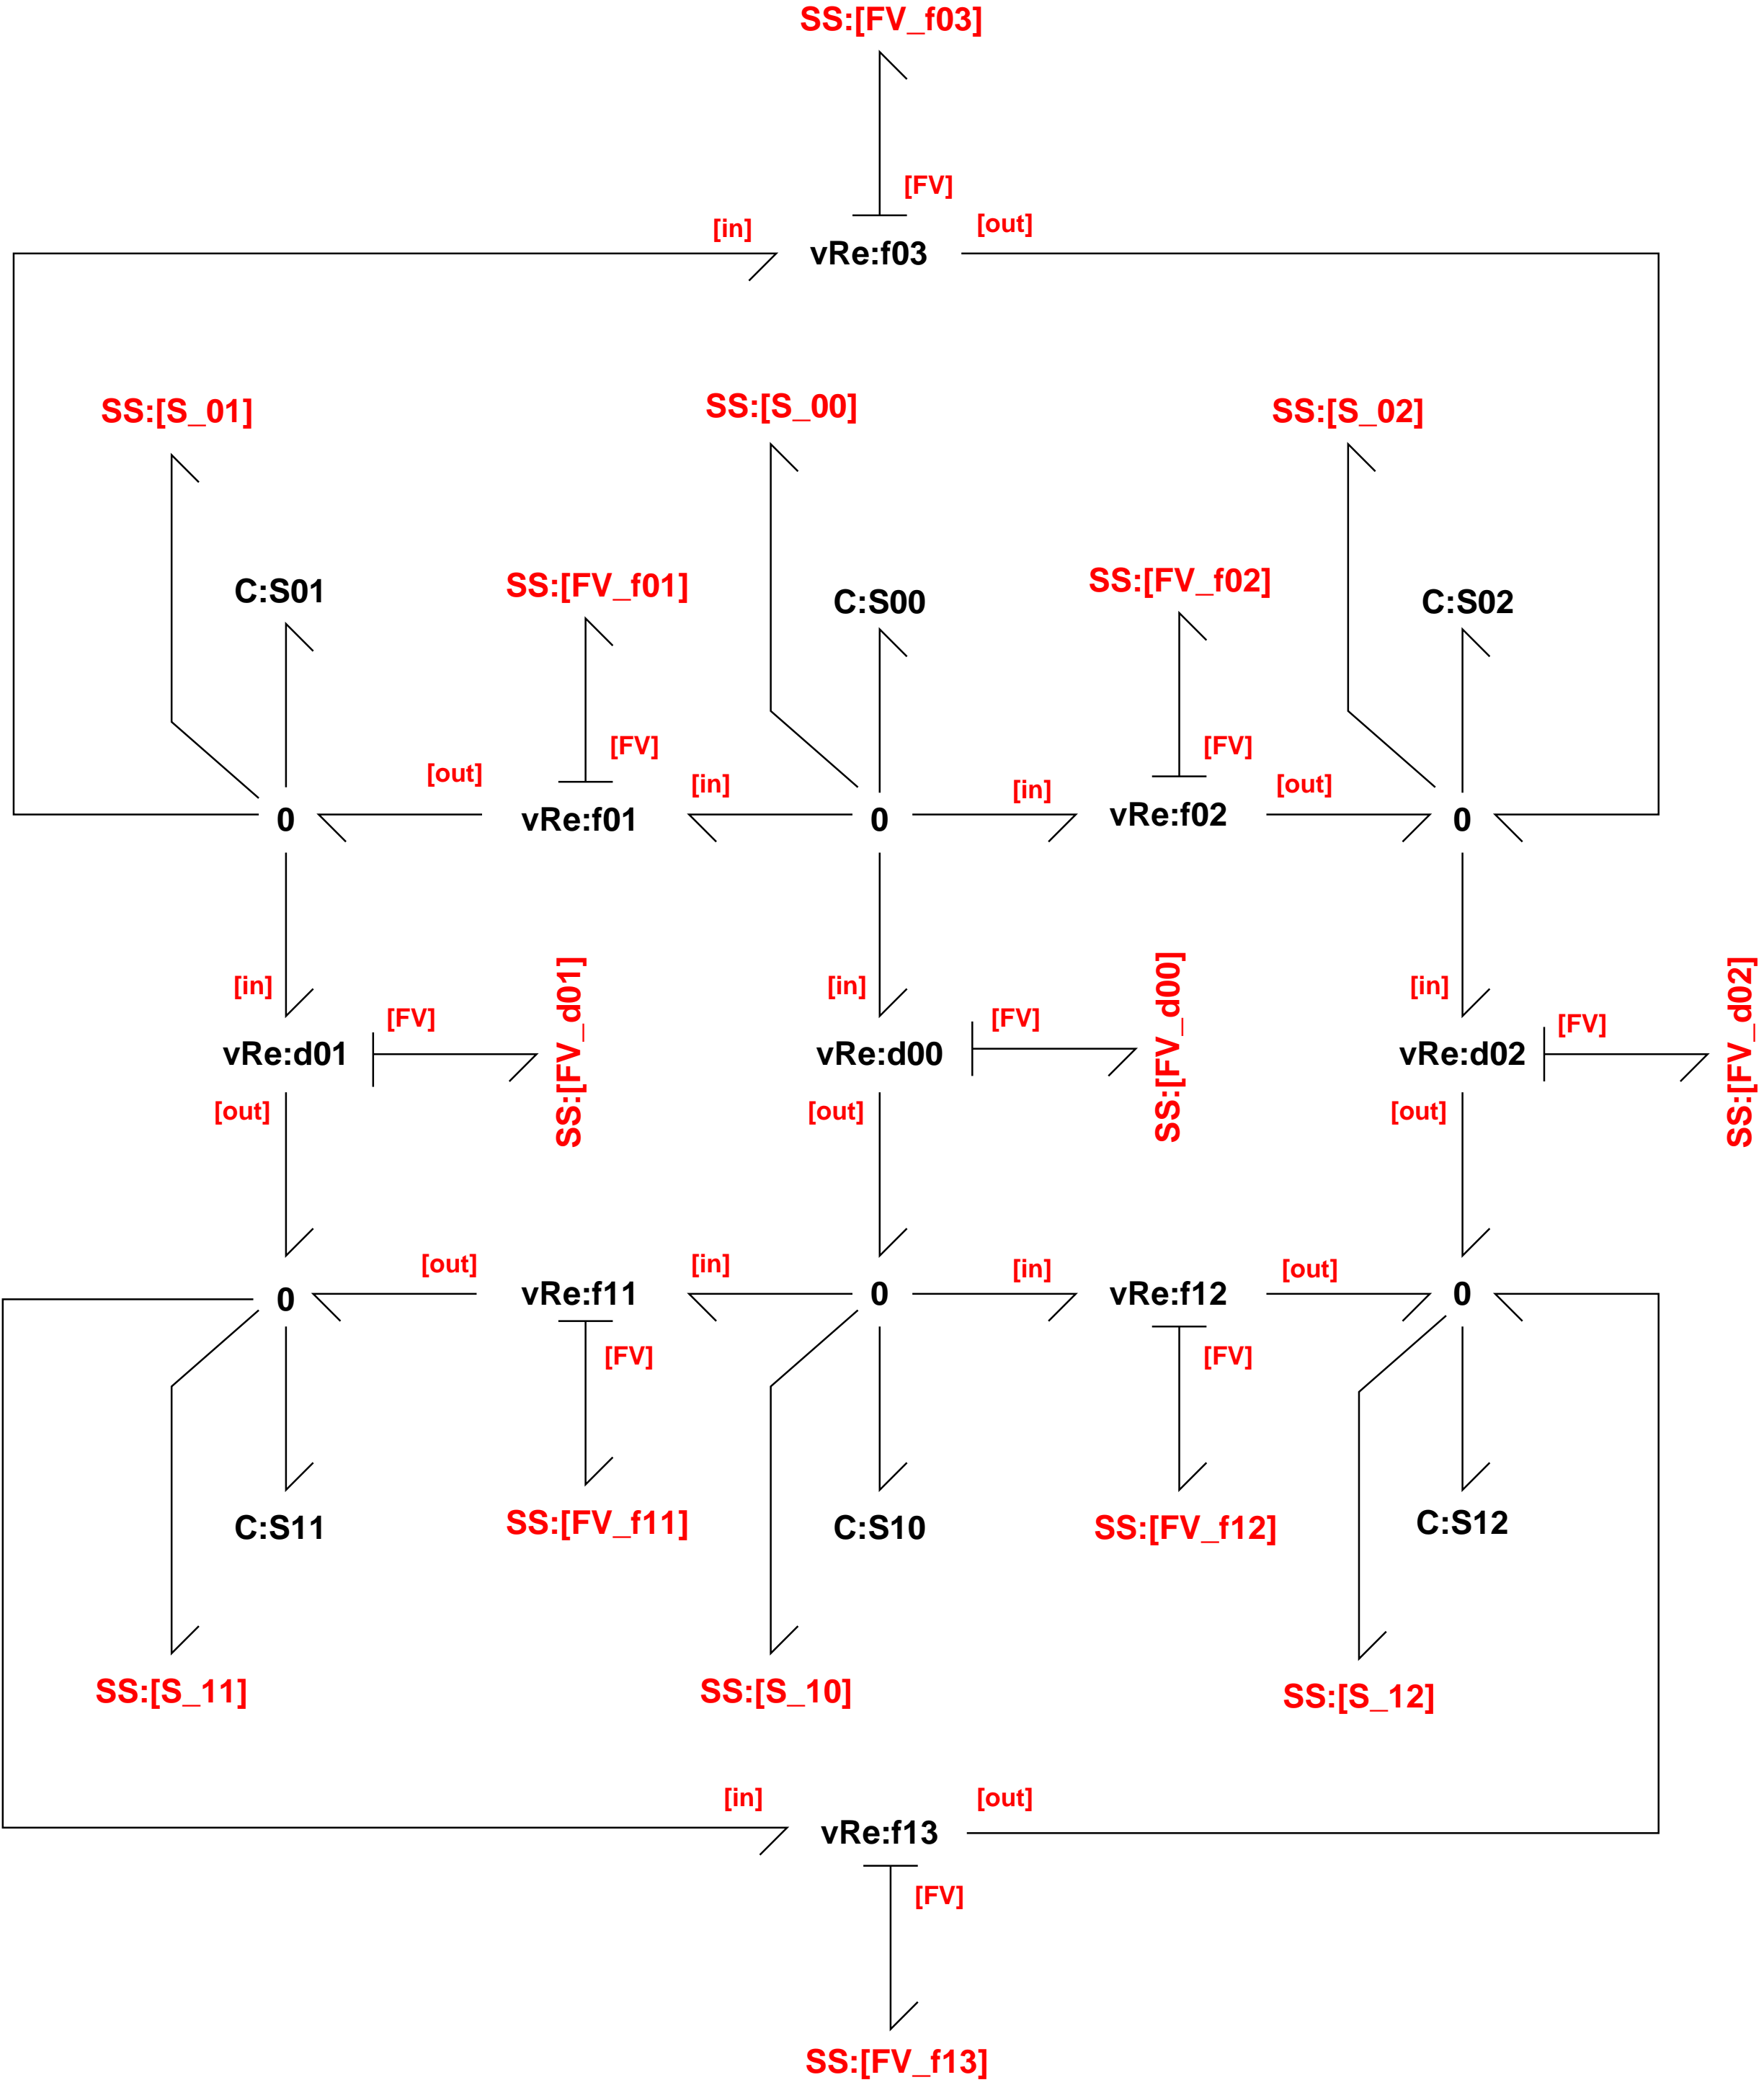 SS:[FV_f03]
[FV]
[in]
[out]
vRe:f03
SS:[S_01]
SS:[S_00]
SS:[S_02]
C:S01
SS:[FV_f01]
C:S00
SS:[FV_f02]
C:S02
[FV]
[FV]
[out]
[in]
[in]
[out]
0
vRe:f01
0
vRe:f02
0
[in]
[in]
[in]
[FV]
[FV]
[FV]
vRe:d01
SS:[FV_d01]
vRe:d00
SS:[FV_d00]
vRe:d02
SS:[FV_d02]
[out]
[out]
[out]
[out]
[in]
[in]
[out]
0
vRe:f11
0
vRe:f12
0
[FV]
[FV]
C:S11
SS:[FV_f11]
C:S10
SS:[FV_f12]
C:S12
SS:[S_11]
SS:[S_10]
SS:[S_12]
[in]
[out]
vRe:f13
[FV]
SS:[FV_f13]